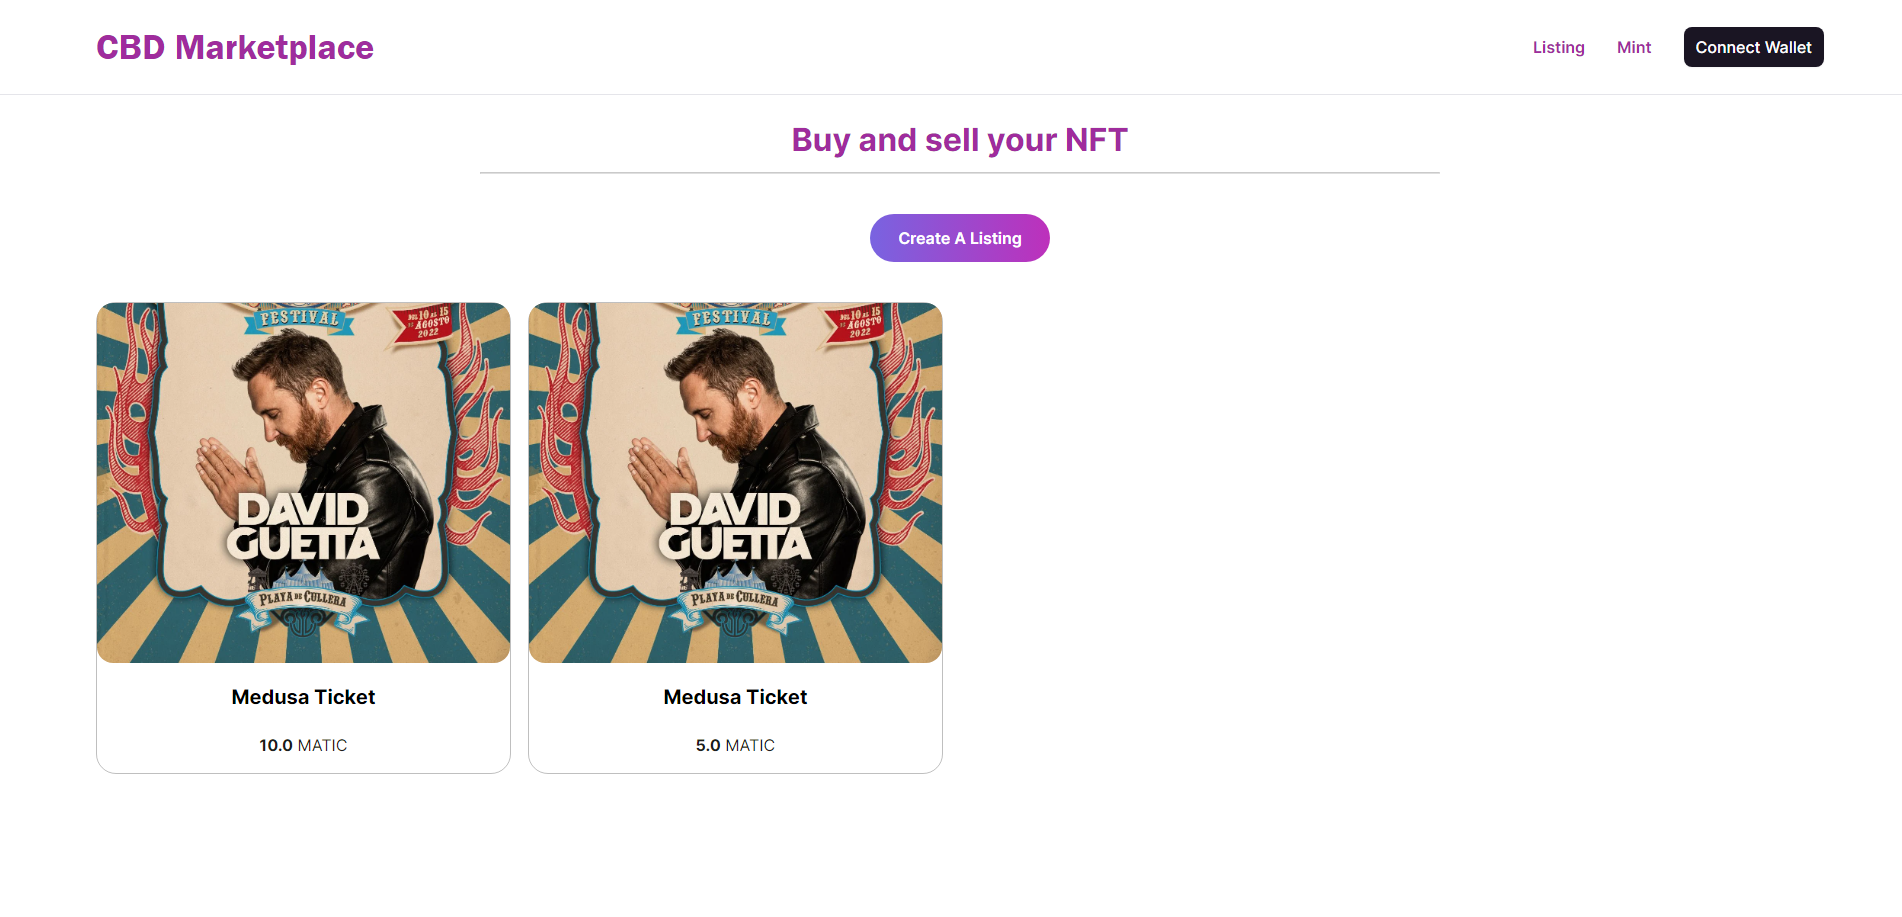 CBD Marketplace
Listing
Mint
Connect Wallet
Buy and sell your NFT
Create A Listing
FESTIVAL
DEL 10 AL 15
DE AGOSTO
2022
DAVID
GUETTA
PLAYA DE CULLERA
Medusa Ticket
10.0 MATIC
FESTIVAL
DEL 10 AL 15
DE AGOSTO
2022
DAVID
GUETTA
PLAYA DE CULLERA
Medusa Ticket
5.0 MATIC